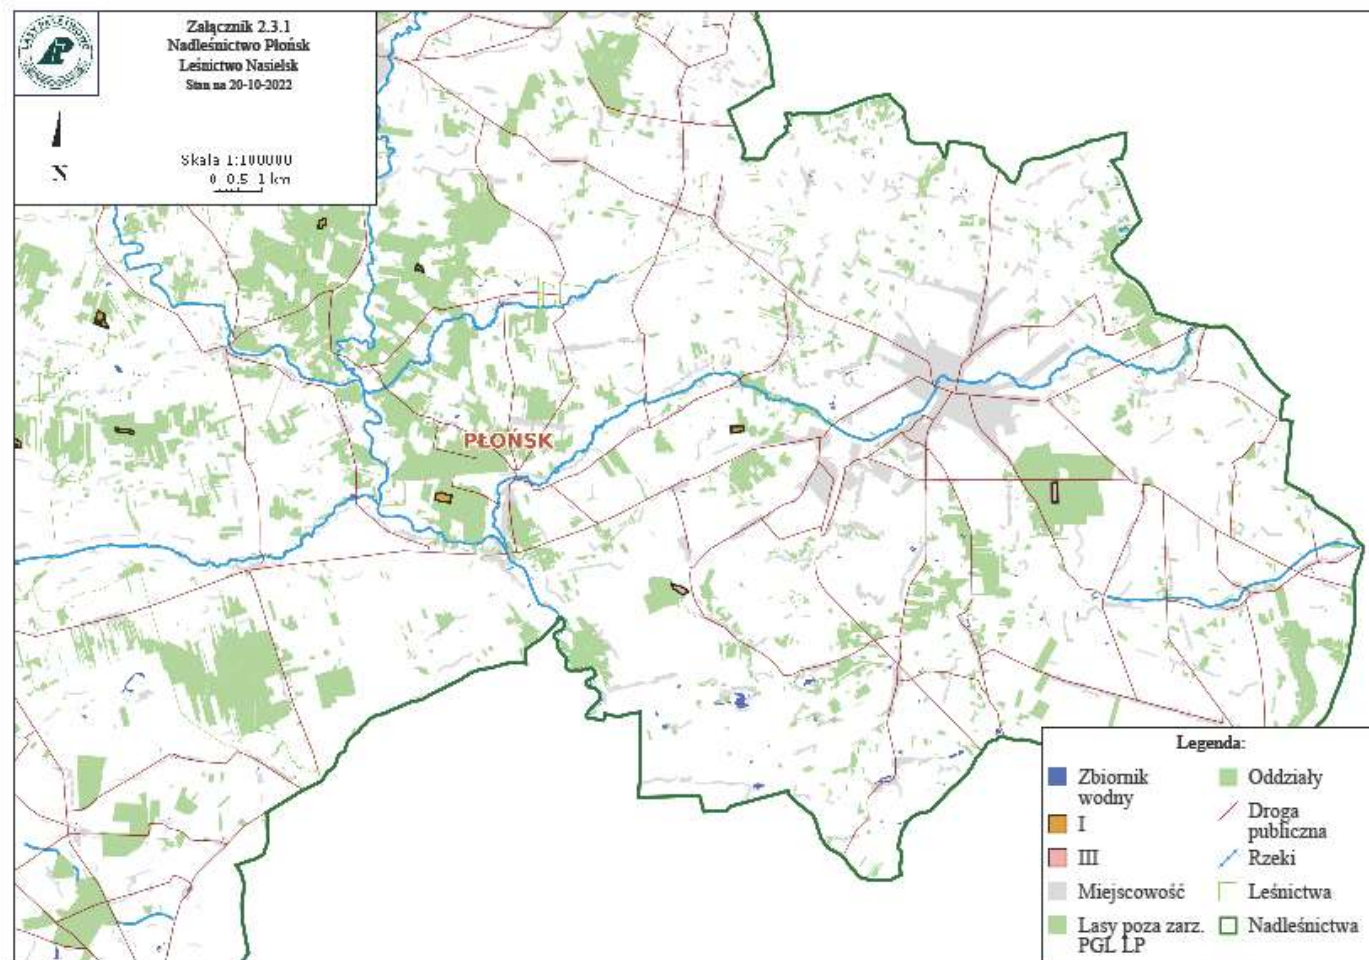 Załącznik 2.3.1
Nadleśnictwo Płońsk
Leśnictwo Nasielsk
Stan na 20-10-2022
N
Skala 1:100000
0 0.5 1 km
PŁOŃSK
Legenda:
Zbiornik
wodny
I
III
Miejscowość
Lasy poza zarz.
PGL LP
Oddziały
Droga
publiczna
Rzeki
Leśnictwa
Nadleśnictwa